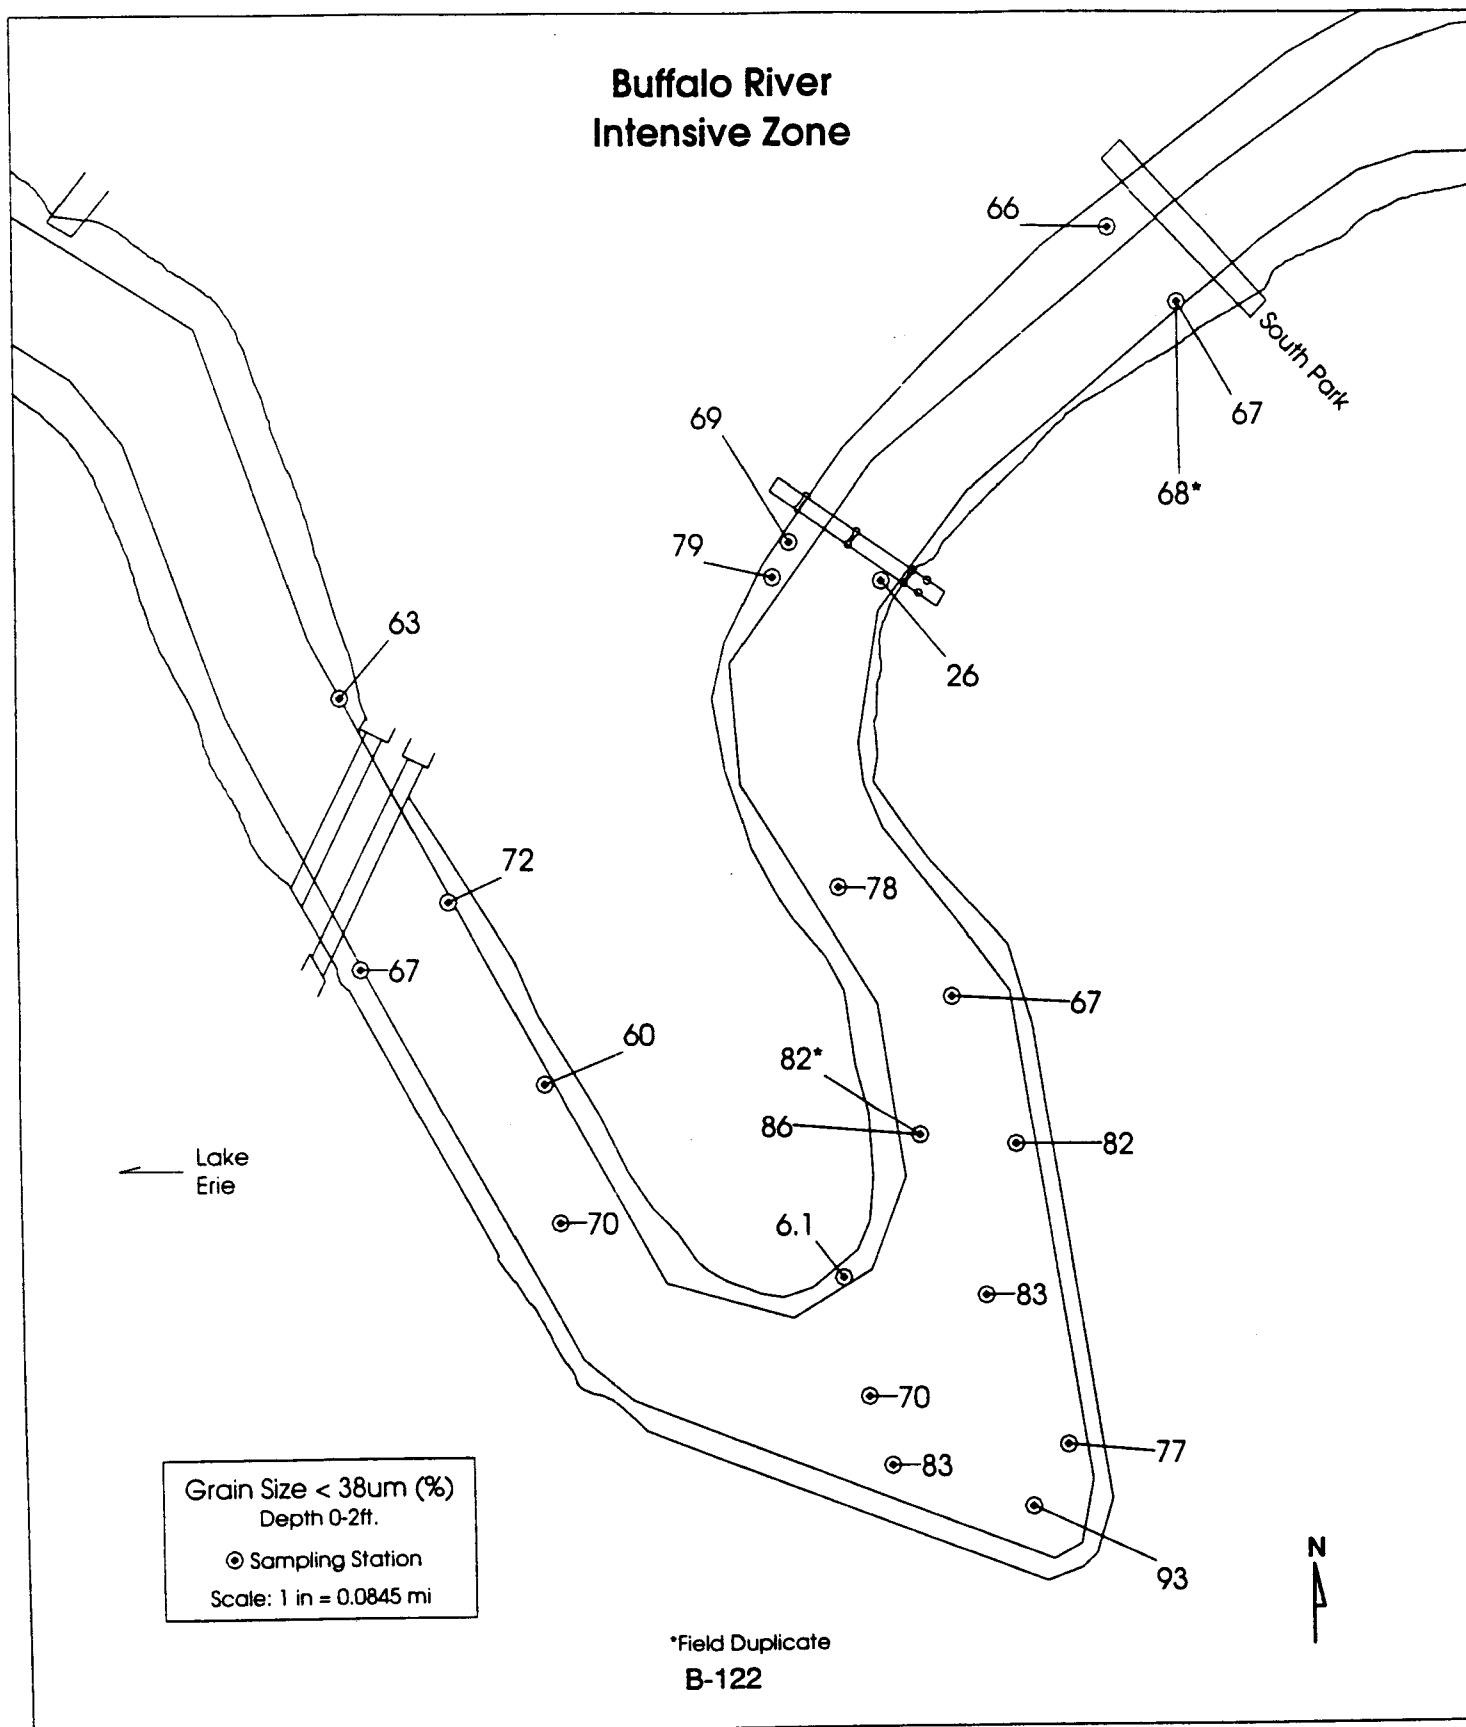 Buffalo River
Intensive Zone
66
South Park
67
68*
69
79
26
63
72
78
67
67
60
82*
86
82
Lake
Erie
70
6.1
83
70
77
83
93
Grain Size < 38um (%)
Depth 0-2ft.
Sampling Station
Scale: 1 in = 0.0845 mi
N
*Field Duplicate
B-122